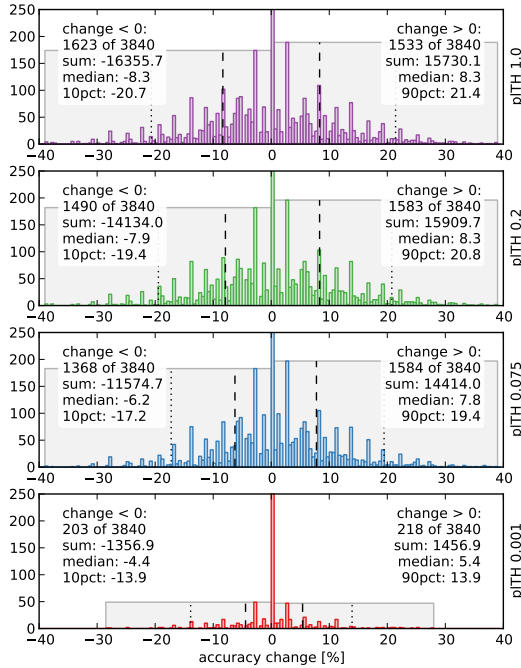 250
200
150
100
50
0
change < 0:
1623 of 3840
sum: -16355.7
median: -8.3
10pct: -20.7
change > 0:
1533 of 3840
sum: 15730.1
median: 8.3
90pct: 21.4
plTH 1.0
−40 −30 −20 −10 0 10 20 30 40
250
200
150
100
50
0
change < 0:
1490 of 3840
sum: -14134.0
median: -7.9
10pct: -19.4
change > 0:
1583 of 3840
sum: 15909.7
median: 8.3
90pct: 20.8
plTH 0.2
−40 −30 −20 −10 0 10 20 30 40
250
200
150
100
50
0
change < 0:
1368 of 3840
sum: -11574.7
median: -6.2
10pct: -17.2
change > 0:
1584 of 3840
sum: 14414.0
median: 7.8
90pct: 19.4
plTH 0.075
−40 −30 −20 −10 0 10 20 30 40
250
200
150
100
50
0
change < 0:
203 of 3840
sum: -1356.9
median: -4.4
10pct: -13.9
change > 0:
218 of 3840
sum: 1456.9
median: 5.4
90pct: 13.9
plTH 0.001
−40 −30 −20 −10 0 10 20 30 40
accuracy change [%]